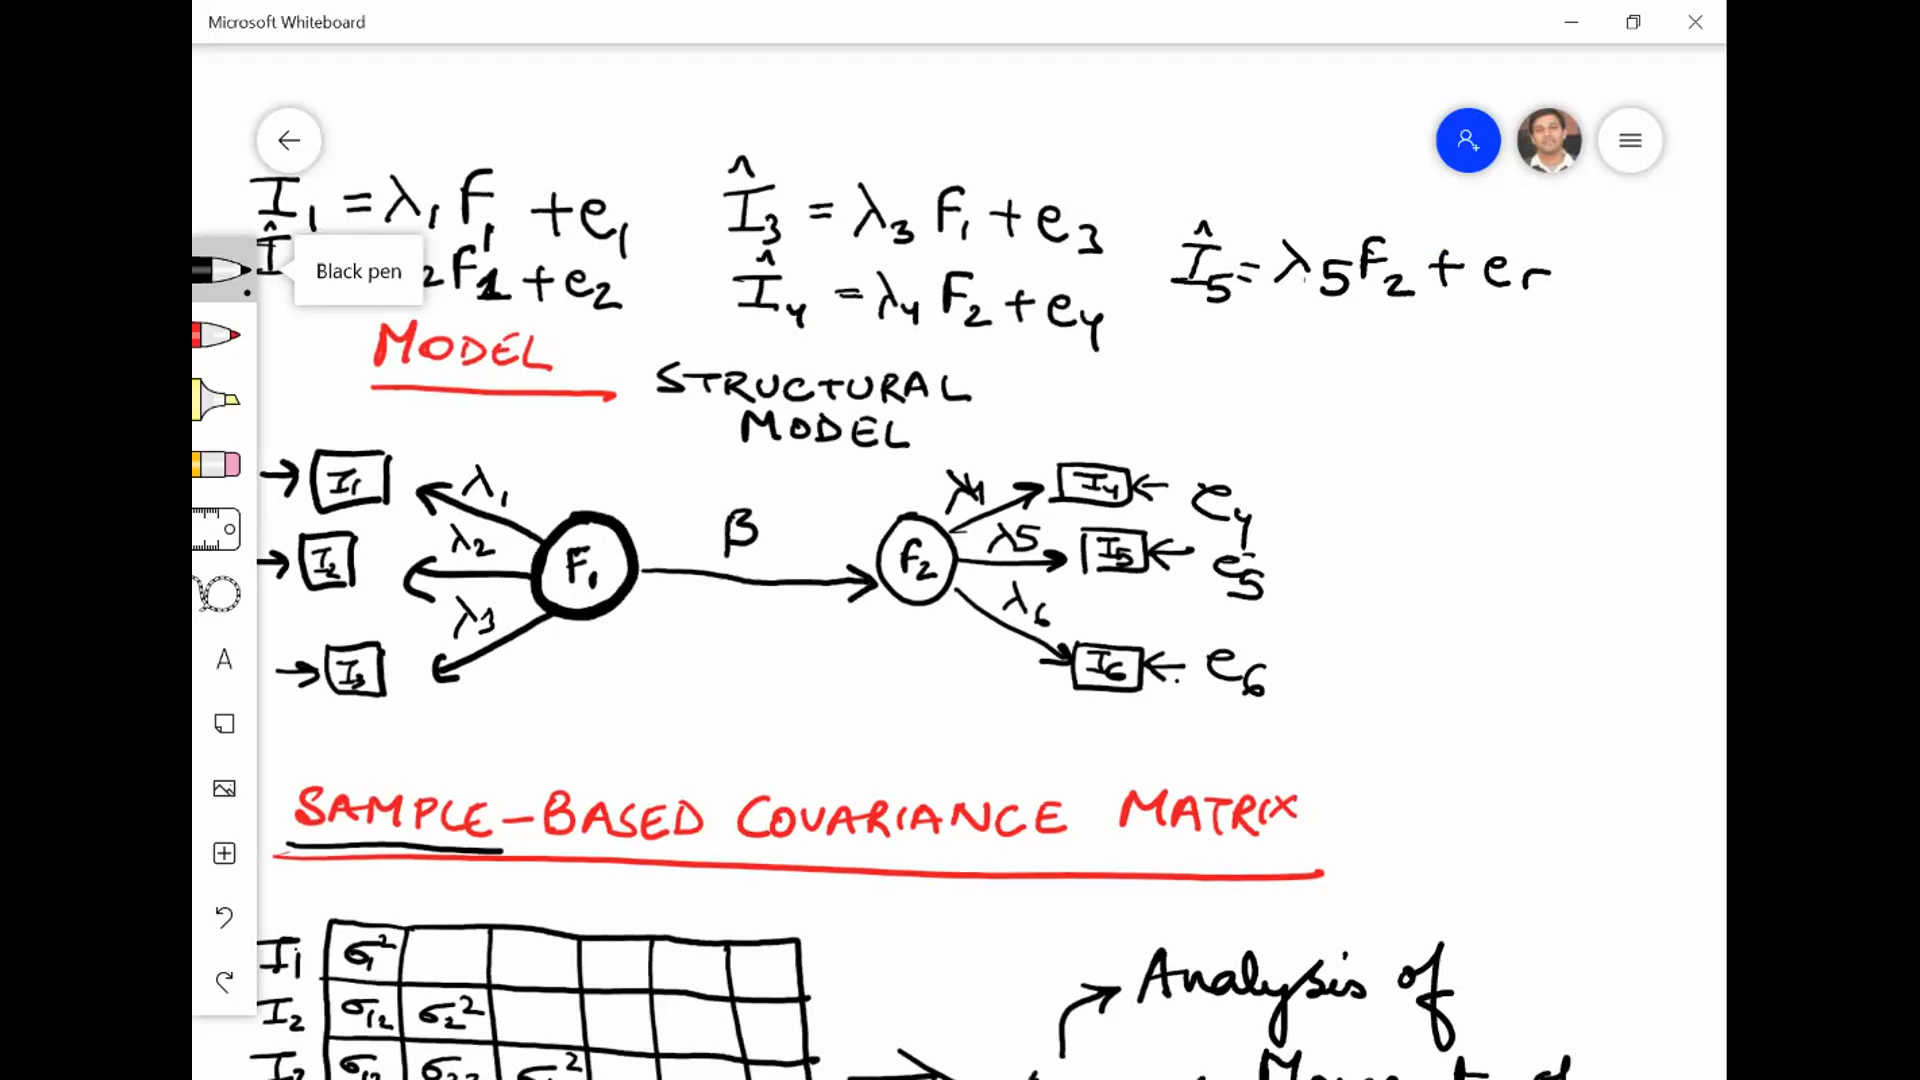 Microsoft Whiteboard
I₁ = λ₁ F₁ + e₁
Î₃ = λ₃ F₁ + e₃
Î₅ = λ₅ F₂ + er
Black pen
Î
₂ F₁ + e₂
Î₄ = λ₄ F₂ + e₄
MODEL
STRUCTURAL
MODEL
I₁ λ₁ λ₄ I₄ e₄
I₂ λ₂ F₁ β F₂ λ5 I5 e5
I₃ λ₃ λ₆ I₆ e₆
A
SAMPLE-BASED COVARIANCE MATRIX
I₁ σ₁²
I₂ σ₁₂ σ₂²
Analysis of